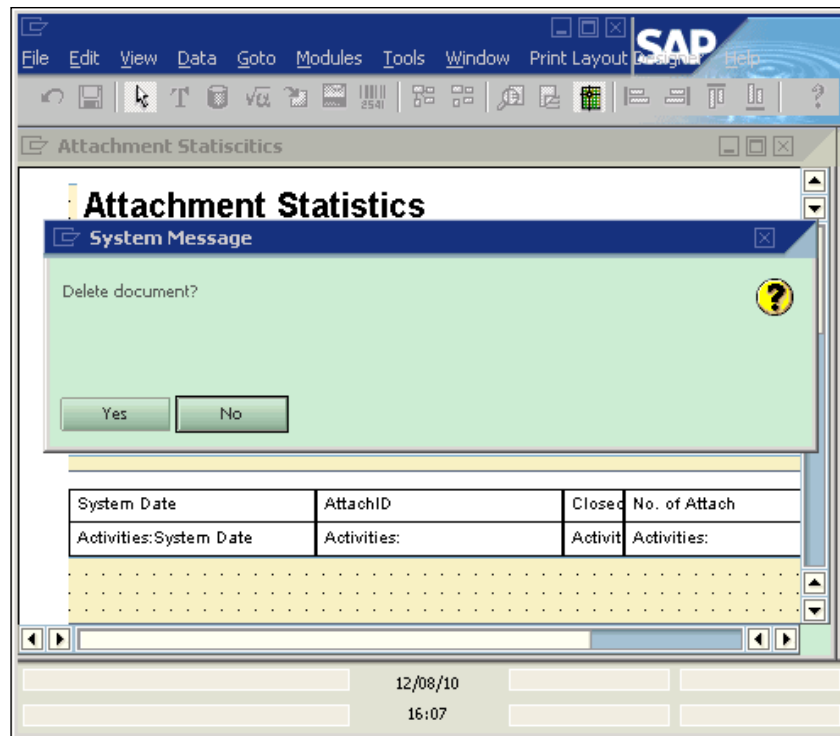 File Edit View Data Goto Modules Tools Window Print Layout Designer Help
SAP
T √α 2541 ?
Attachment Statiscitics
Attachment Statistics
System Message
Delete document?
?
Yes No
System Date AttachID Closed No. of Attach
Activities:System Date Activities: Activit Activities:
12/08/10
16:07